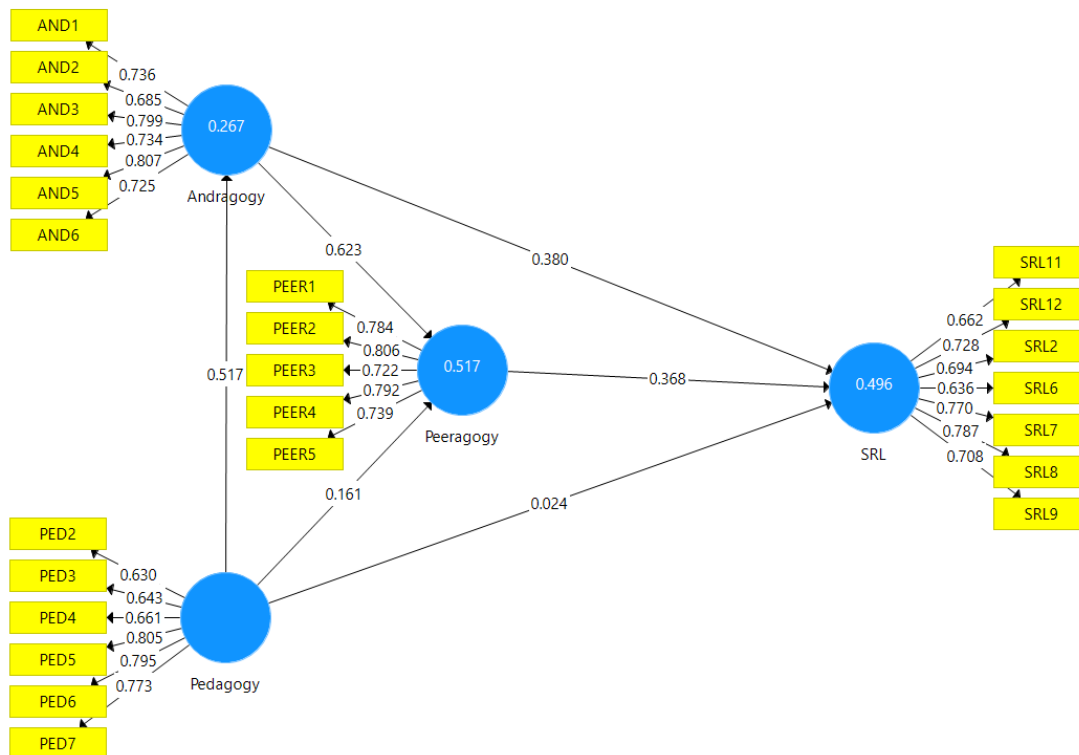 AND1
AND2
AND3
AND4
AND5
AND6
0.736
0.685
0.799
0.734
0.807
0.725
0.267
Andragogy
0.623
0.380
0.517
PEER1
PEER2
PEER3
PEER4
PEER5
0.784
0.806
0.722
0.792
0.739
0.517
Peeragogy
0.368
0.161
0.024
0.496
SRL
0.662
0.728
0.694
0.636
0.770
0.787
0.708
SRL11
SRL12
SRL2
SRL6
SRL7
SRL8
SRL9
PED2
PED3
PED4
PED5
PED6
PED7
0.630
0.643
0.661
0.805
0.795
0.773
Pedagogy